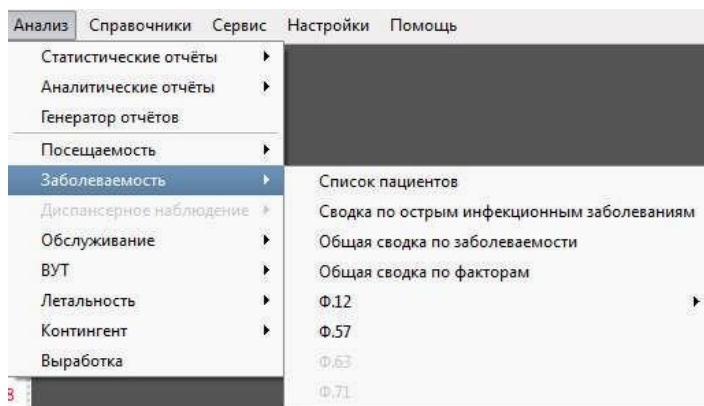 Анализ Справочники Сервис Настройки Помощь
Статистические отчёты
Аналитические отчёты
Генератор отчётов
Посещаемость
Заболеваемость
Диспансерное наблюдение
Обслуживание
ВУТ
Летальность
Контингент
Выработка
8
Список пациентов
Сводка по острым инфекционным заболеваниям
Общая сводка по заболеваемости
Общая сводка по факторам
Ф.12
Ф.57
Ф.63
Ф.71